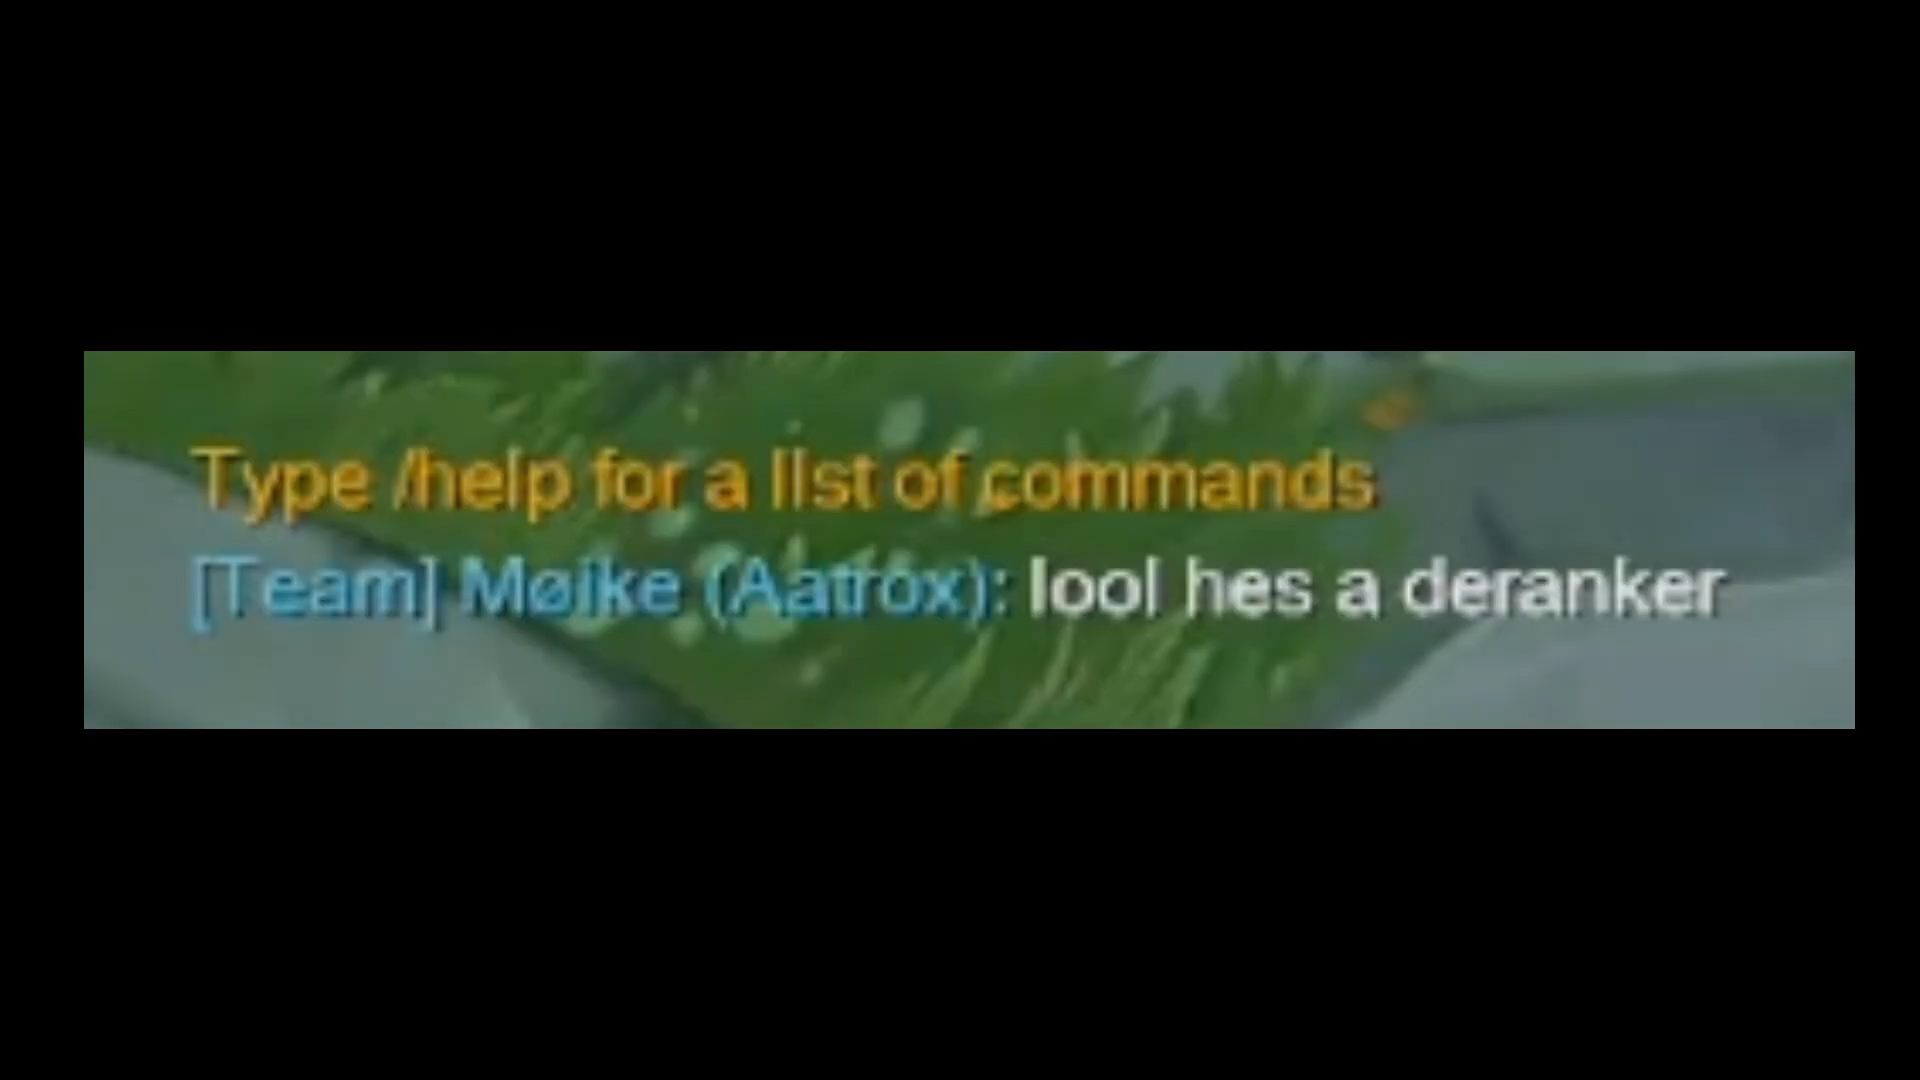 Type /help for a list of commands
[Team] Møike (Aatrox): lool hes a deranker